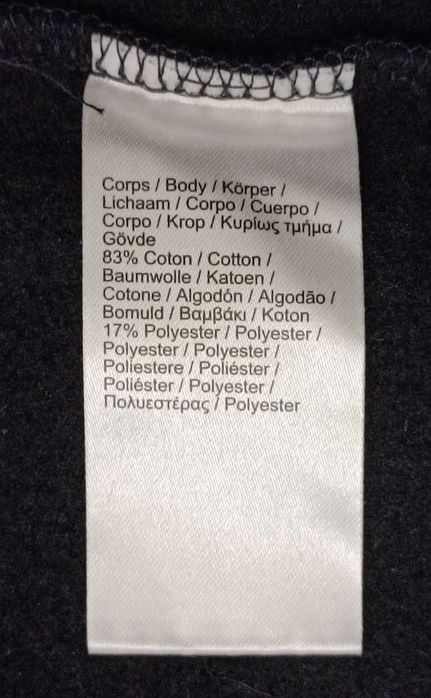 Corps / Body / Körper /
Lichaam / Corpo / Cuerpo /
Corpo / Krop / Κυρίως τμήμα /
Gövde
83% Coton / Cotton /
Baumwolle / Katoen /
Cotone / Algodón / Algodão /
Bomuld / Βαμβάκι / Koton
17% Polyester / Polyester /
Polyester / Polyester /
Poliestere / Poliéster /
Poliéster / Polyester /
Πολυεστέρας / Polyester